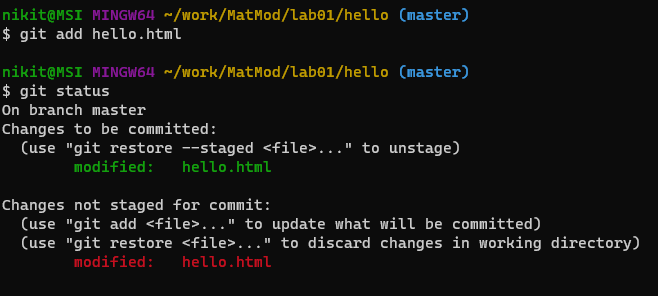 nikit@MSI MINGW64 ~/work/MatMod/lab01/hello (master)
$ git add hello.html
nikit@MSI MINGW64 ~/work/MatMod/lab01/hello (master)
$ git status
On branch master
Changes to be committed:
  (use "git restore --staged <file>..." to unstage)
        modified:   hello.html
Changes not staged for commit:
  (use "git add <file>..." to update what will be committed)
  (use "git restore <file>..." to discard changes in working directory)
        modified:   hello.html